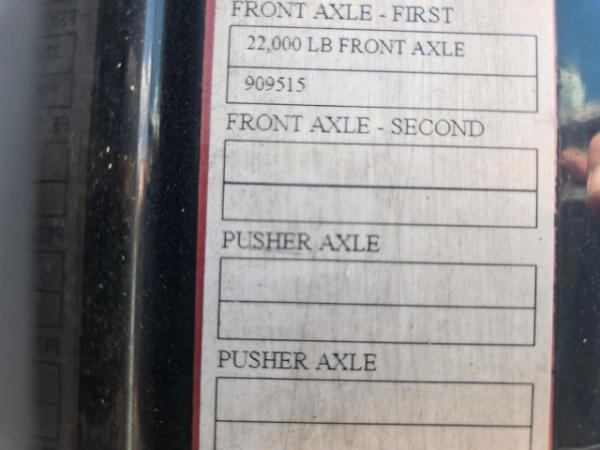 FRONT AXLE - FIRST
22,000 LB FRONT AXLE
909515
FRONT AXLE - SECOND
PUSHER AXLE
PUSHER AXLE